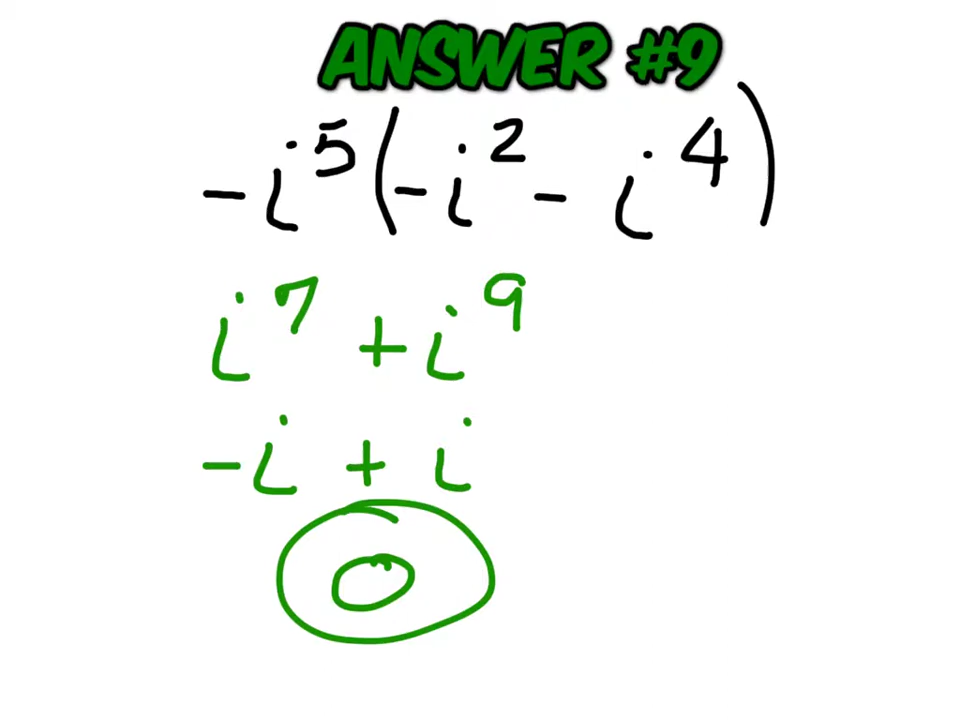 ANSWER #9
-i⁵(-i² - i⁴)
i⁷ + i⁹
-i + i
0